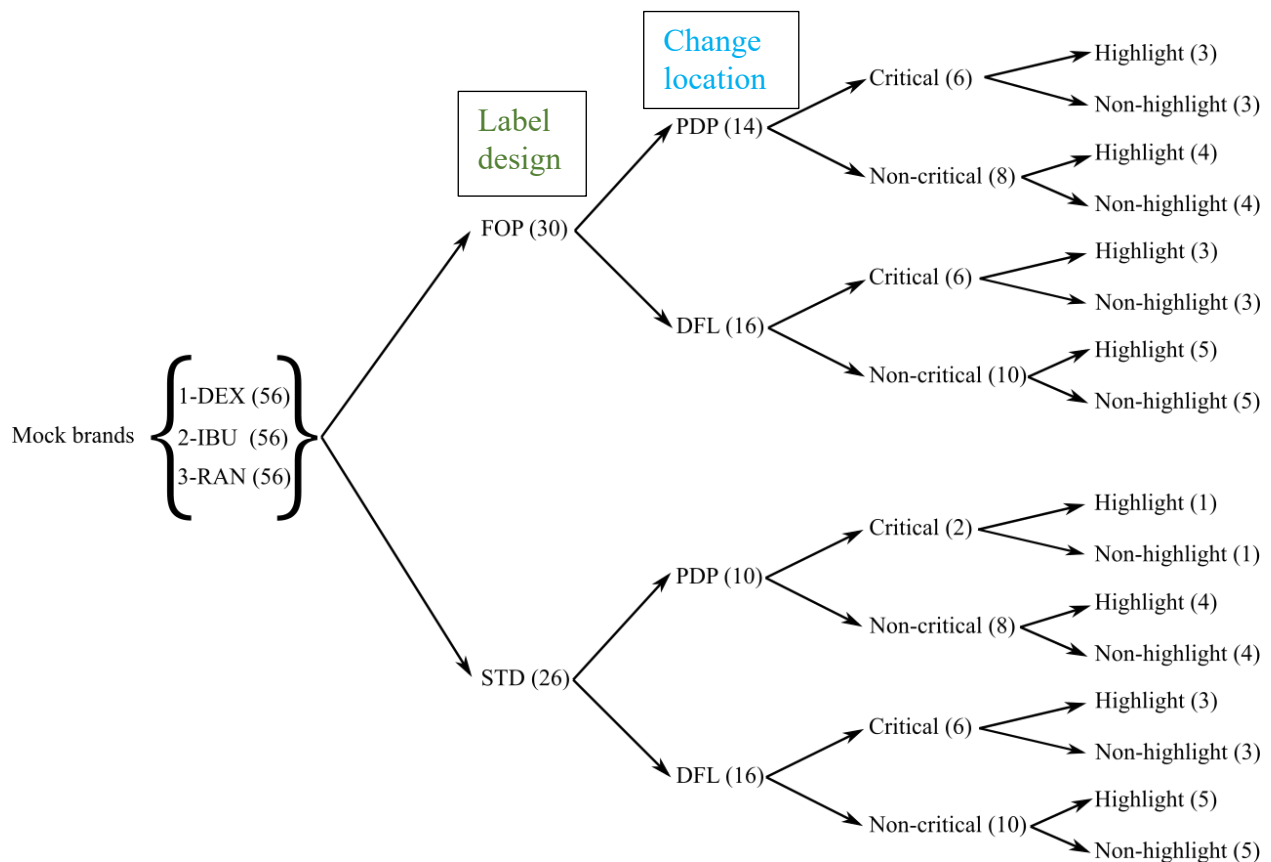 Change
location
Label
design
Mock brands
1-DEX (56)
2-IBU (56)
3-RAN (56)
FOP (30)
PDP (14)
Critical (6)
Highlight (3)
Non-highlight (3)
Non-critical (8)
Highlight (4)
Non-highlight (4)
DFL (16)
Critical (6)
Highlight (3)
Non-highlight (3)
Non-critical (10)
Highlight (5)
Non-highlight (5)
STD (26)
PDP (10)
Critical (2)
Highlight (1)
Non-highlight (1)
Non-critical (8)
Highlight (4)
Non-highlight (4)
DFL (16)
Critical (6)
Highlight (3)
Non-highlight (3)
Non-critical (10)
Highlight (5)
Non-highlight (5)